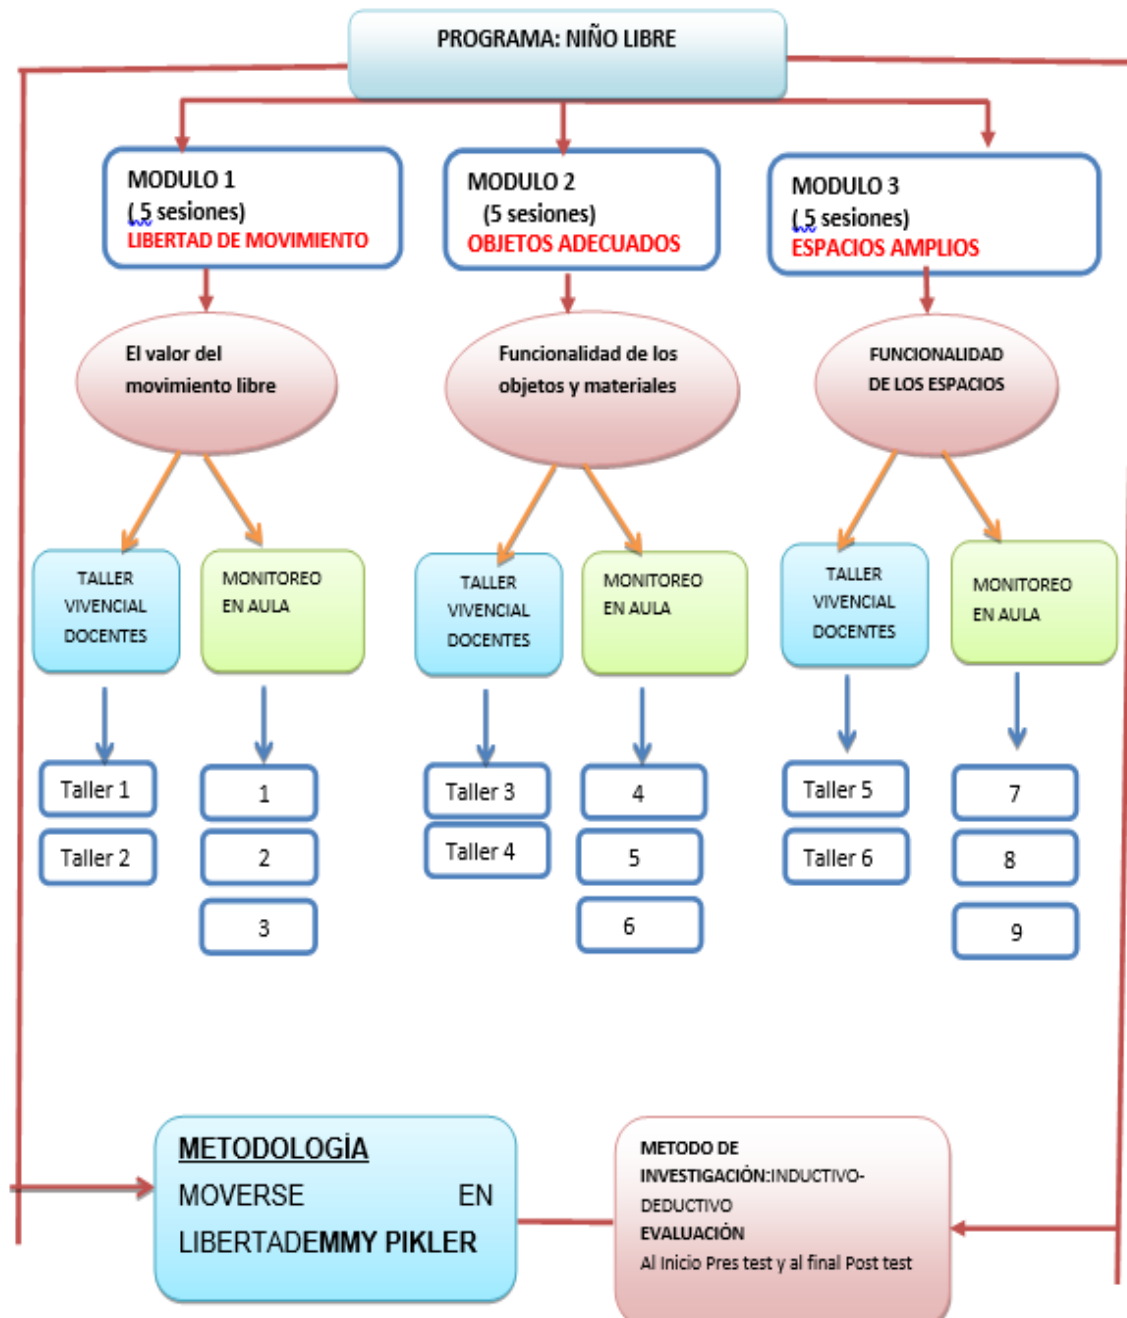 PROGRAMA: NIÑO LIBRE
MODULO 1
( 5 sesiones)
LIBERTAD DE MOVIMIENTO
MODULO 2
(5 sesiones)
OBJETOS ADECUADOS
MODULO 3
( 5 sesiones)
ESPACIOS AMPLIOS
El valor del
movimiento libre
Funcionalidad de los
objetos y materiales
FUNCIONALIDAD
DE LOS ESPACIOS
TALLER
VIVENCIAL
DOCENTES
MONITOREO
EN AULA
TALLER
VIVENCIAL
DOCENTES
MONITOREO
EN AULA
TALLER
VIVENCIAL
DOCENTES
MONITOREO
EN AULA
Taller 1
Taller 2
1
2
3
Taller 3
Taller 4
4
5
6
Taller 5
Taller 6
7
8
9
METODOLOGÍA
MOVERSE EN
LIBERTADEMMY PIKLER
METODO DE
INVESTIGACIÓN:INDUCTIVO-
DEDUCTIVO
EVALUACIÓN
Al Inicio Pres test y al final Post test